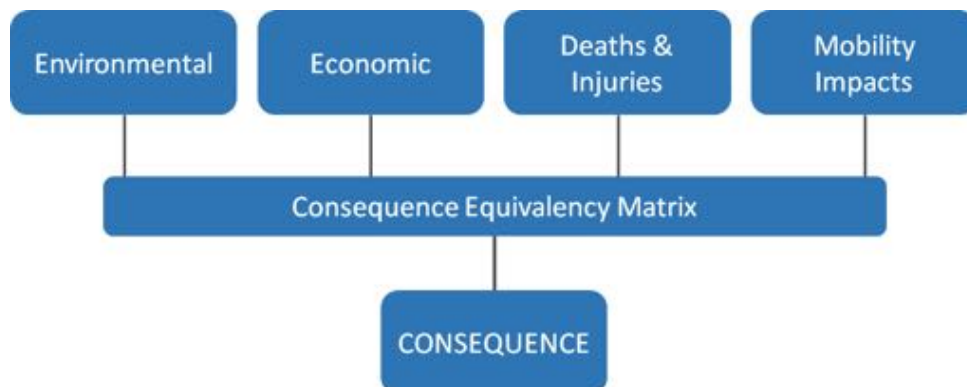 Environmental
Economic
Deaths &
Injuries
Mobility
Impacts
Consequence Equivalency Matrix
CONSEQUENCE